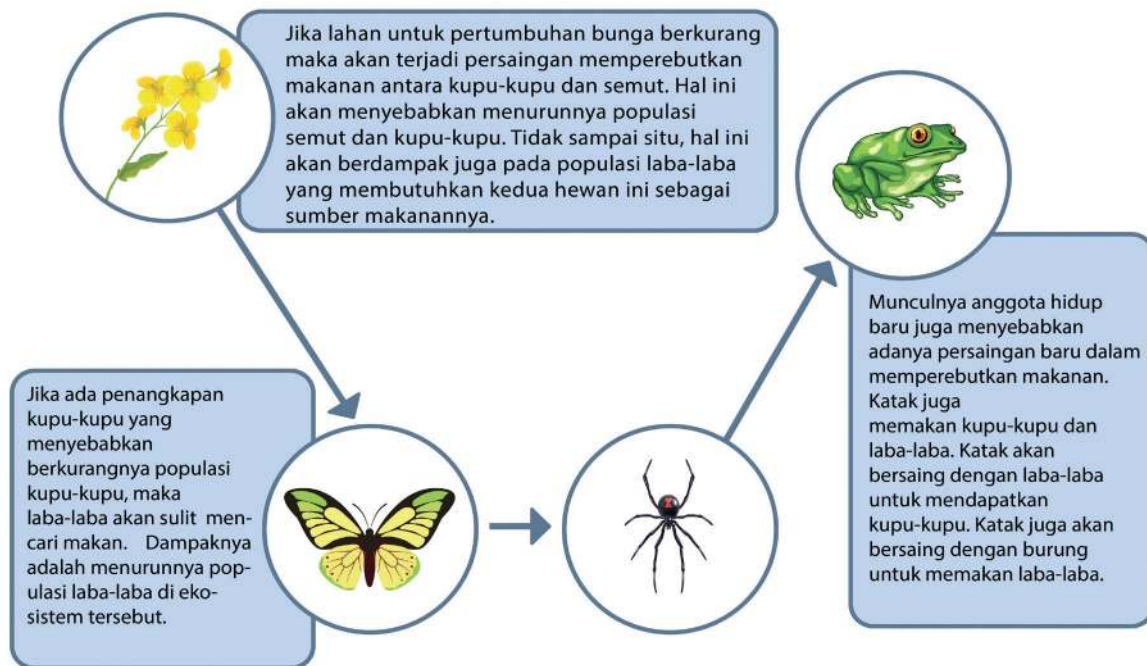 Jika lahan untuk pertumbuhan bunga berkurang
maka akan terjadi persaingan memperebutkan
makanan antara kupu-kupu dan semut. Hal ini
akan menyebabkan menurunnya populasi
semut dan kupu-kupu. Tidak sampai situ, hal ini
akan berdampak juga pada populasi laba-laba
yang membutuhkan kedua hewan ini sebagai
sumber makanannya.
Jika ada penangkapan
kupu-kupu yang
menyebabkan
berkurangnya populasi
kupu-kupu, maka
laba-laba akan sulit men-
cari makan. Dampaknya
adalah menurunnya pop-
ulasi laba-laba di eko-
sistem tersebut.
Munculnya anggota hidup
baru juga menyebabkan
adanya persaingan baru dalam
memperebutkan makanan.
Katak juga
memakan kupu-kupu dan
laba-laba. Katak akan
bersaing dengan laba-laba
untuk mendapatkan
kupu-kupu. Katak juga akan
bersaing dengan burung
untuk memakan laba-laba.